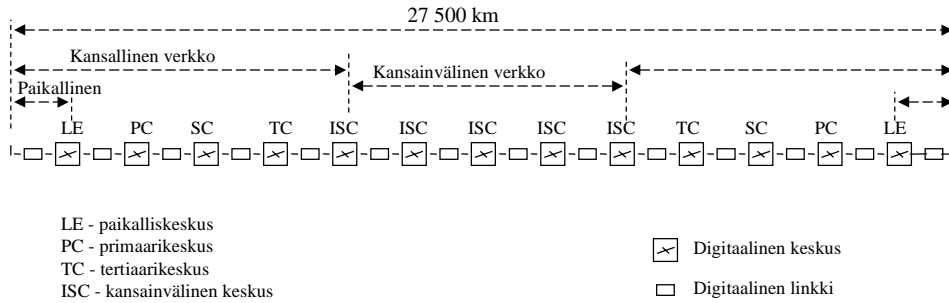 27 500 km
Kansallinen verkko
Kansainvälinen verkko
Paikallinen
LE PC SC TC ISC ISC ISC ISC ISC TC SC PC LE
LE - paikalliskeskus
PC - primaarikeskus
TC - tertiaarikeskus
ISC - kansainvälinen keskus
Digitaalinen keskus
Digitaalinen linkki